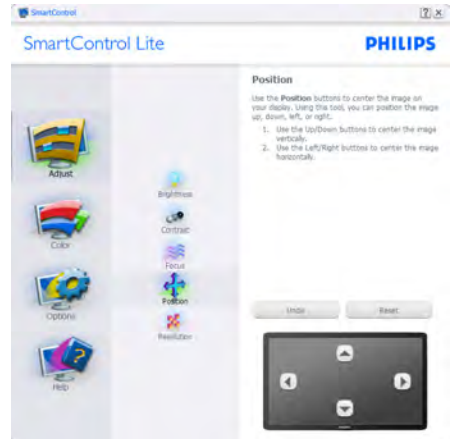 SmartControl
SmartControl Lite
PHILIPS
Adjust
Color
Options
Help
Brightness
Contrast
Focus
Position
Resolution
Position
Use the Position buttons to center the image on
your display. Using the tool, you can position the image
up, down, left, or right.
1. Use the Up/Down buttons to center the image
vertically.
2. Use the Left/Right buttons to center the image
horizontally.
Undo
Reset